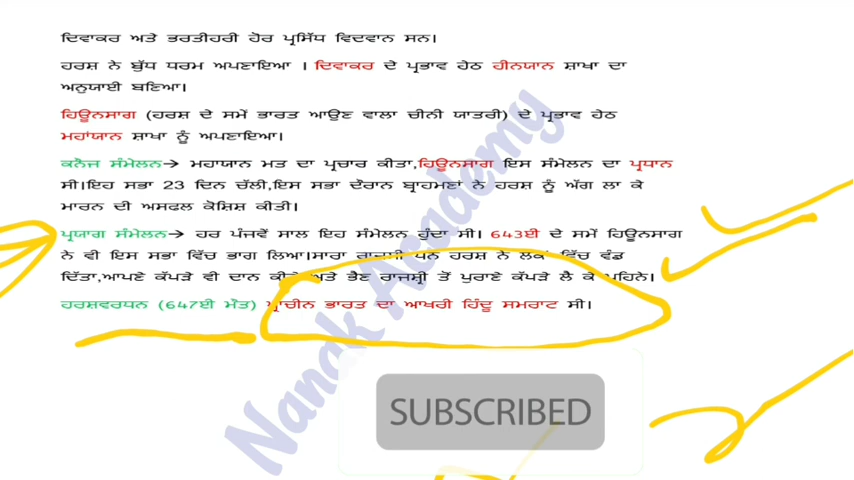 ਦਿਵਾਕਰ ਅਤੇ ਭਰਤੀਹਰੀ ਹੋਰ ਪ੍ਰਸਿੱਧ ਵਿਦਵਾਨ ਸਨ।
ਹਰਸ਼ ਨੇ ਬੁੱਧ ਧਰਮ ਅਪਣਾਇਆ । ਦਿਵਾਕਰ ਦੇ ਪ੍ਰਭਾਵ ਹੇਠ ਹੀਨਯਾਨ ਸ਼ਾਖਾ ਦਾ
ਅਨੁਯਾਈ ਬਣਿਆ।
ਹਿਊਨਸਾਗ (ਹਰਸ਼ ਦੇ ਸਮੇਂ ਭਾਰਤ ਆਉਣ ਵਾਲਾ ਚੀਨੀ ਯਾਤਰੀ) ਦੇ ਪ੍ਰਭਾਵ ਹੇਠ
ਮਹਾਂਯਾਨ ਸ਼ਾਖਾ ਨੂੰ ਅਪਣਾਇਆ।
ਕਨੌਜ ਸੰਮੇਲਨ→ ਮਹਾਯਾਨ ਮਤ ਦਾ ਪ੍ਰਚਾਰ ਕੀਤਾ,ਹਿਊਨਸਾਗ ਇਸ ਸੰਮੇਲਨ ਦਾ ਪ੍ਰਧਾਨ
ਸੀ।ਇਹ ਸਭਾ 23 ਦਿਨ ਚੱਲੀ,ਇਸ ਸਭਾ ਦੌਰਾਨ ਬ੍ਰਾਹਮਣਾਂ ਨੇ ਹਰਸ਼ ਨੂੰ ਅੱਗ ਲਾ ਕੇ
ਮਾਰਨ ਦੀ ਅਸਫਲ ਕੋਸ਼ਿਸ਼ ਕੀਤੀ।
ਪ੍ਰਯਾਗ ਸੰਮੇਲਨ→ ਹਰ ਪੰਜਵੇਂ ਸਾਲ ਇਹ ਸੰਮੇਲਨ ਹੁੰਦਾ ਸੀ। 643ਈ ਦੇ ਸਮੇਂ ਹਿਊਨਸਾਗ
ਨੇ ਵੀ ਇਸ ਸਭਾ ਵਿੱਚ ਭਾਗ ਲਿਆ।ਸਾਰਾ ਰਾਜਸੀ ਧਨ ਹਰਸ਼ ਨੇ ਲੋਕਾਂ ਵਿੱਚ ਵੰਡ
ਦਿੱਤਾ,ਆਪਣੇ ਕੱਪੜੇ ਵੀ ਦਾਨ ਕੀਤੇ ਅਤੇ ਭੈਣ ਰਾਜਸ਼੍ਰੀ ਤੋਂ ਪੁਰਾਣੇ ਕੱਪੜੇ ਲੈ ਕੇ ਪਹਿਨੇ।
ਹਰਸ਼ਵਰਧਨ (647ਈ ਮੌਤ) ਪ੍ਰਾਚੀਨ ਭਾਰਤ ਦਾ ਆਖਰੀ ਹਿੰਦੂ ਸਮਰਾਟ ਸੀ।
Nanak Academy
SUBSCRIBED